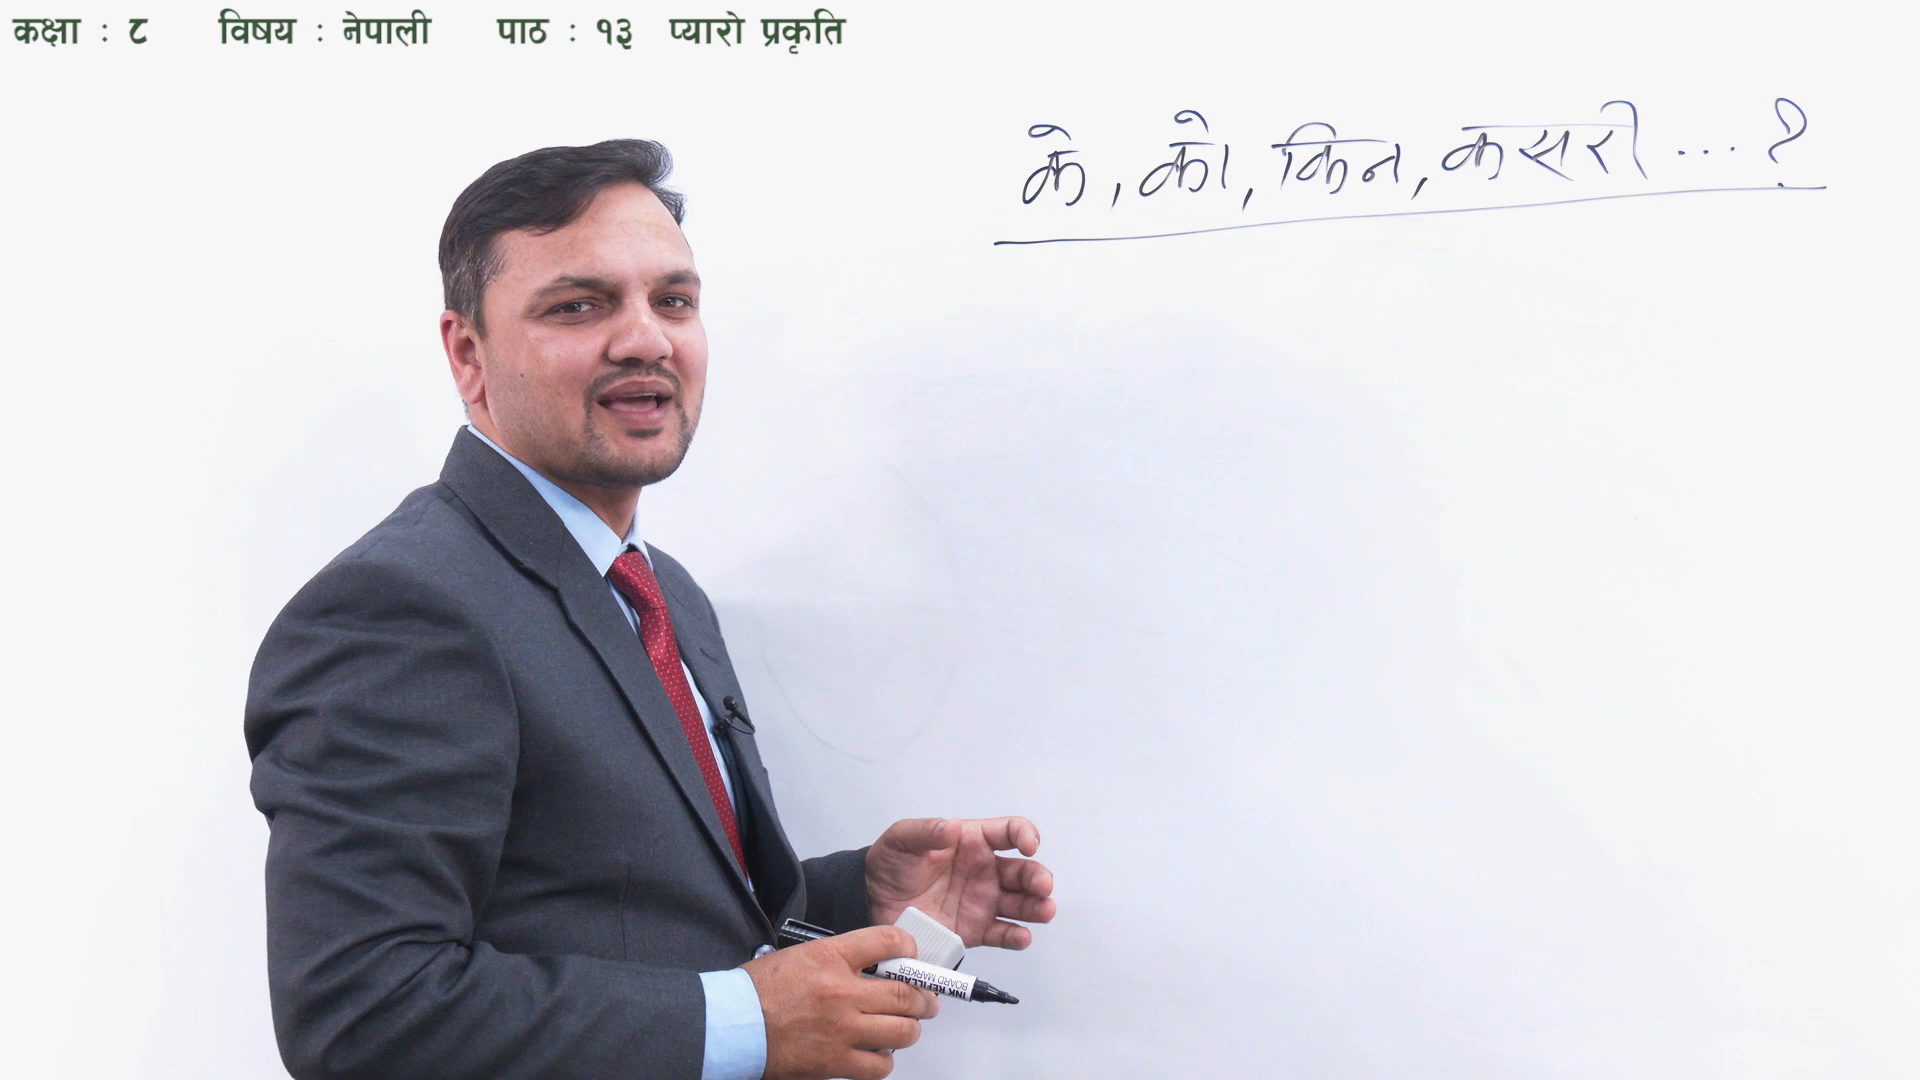 कक्षा : ८ विषय : नेपाली पाठ : १३ प्यारो प्रकृति
के, को, किन, कसरी ... ?
INK REFILLABLE
BOARD MARKER